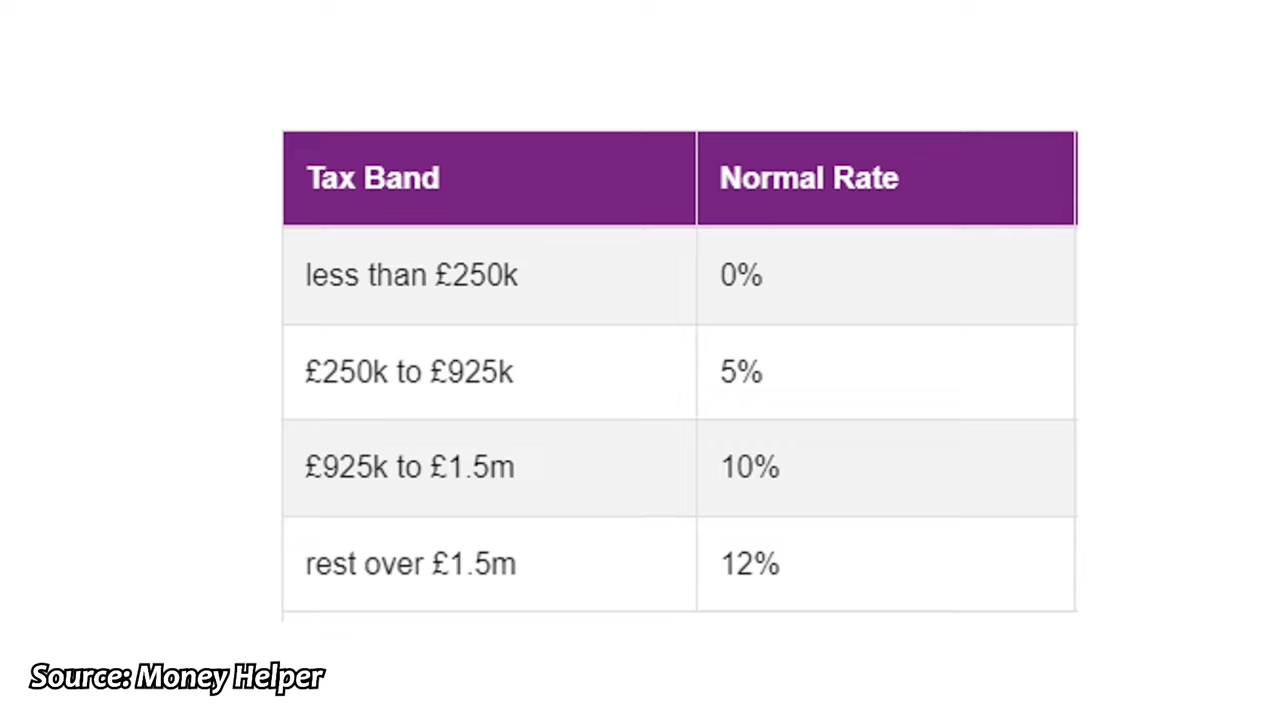 Tax Band Normal Rate
less than £250k 0%
£250k to £925k 5%
£925k to £1.5m 10%
rest over £1.5m 12%
Source: Money Helper